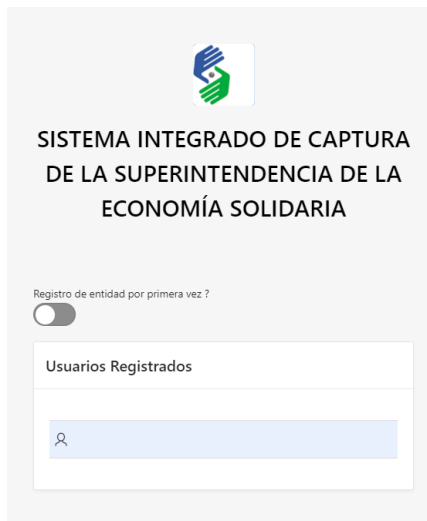 SISTEMA INTEGRADO DE CAPTURA
DE LA SUPERINTENDENCIA DE LA
ECONOMÍA SOLIDARIA
Registro de entidad por primera vez ?
Usuarios Registrados